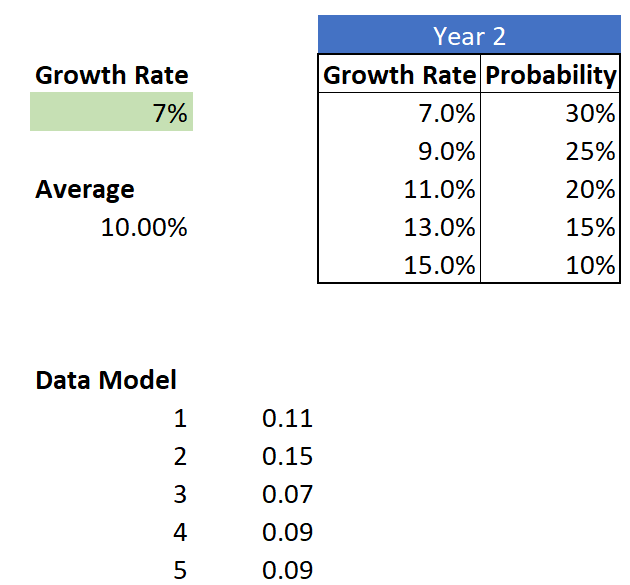 Year 2
Growth Rate Growth Rate Probability
7% 7.0% 30%
9.0% 25%
Average 11.0% 20%
10.00% 13.0% 15%
15.0% 10%
Data Model
1 0.11
2 0.15
3 0.07
4 0.09
5 0.09